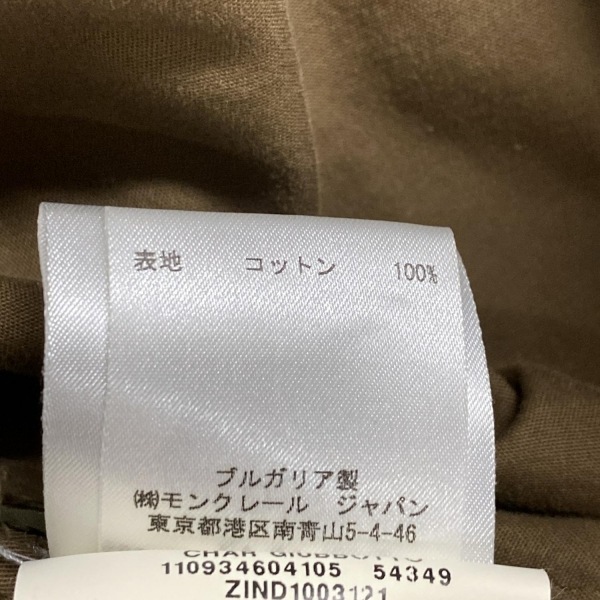 表地 コットン 100%
ブルガリア製
㈱モンクレール ジャパン
東京都港区南青山5-4-46
CHAR GIUBBOTTO
110934604105 54349
ZIND1003121